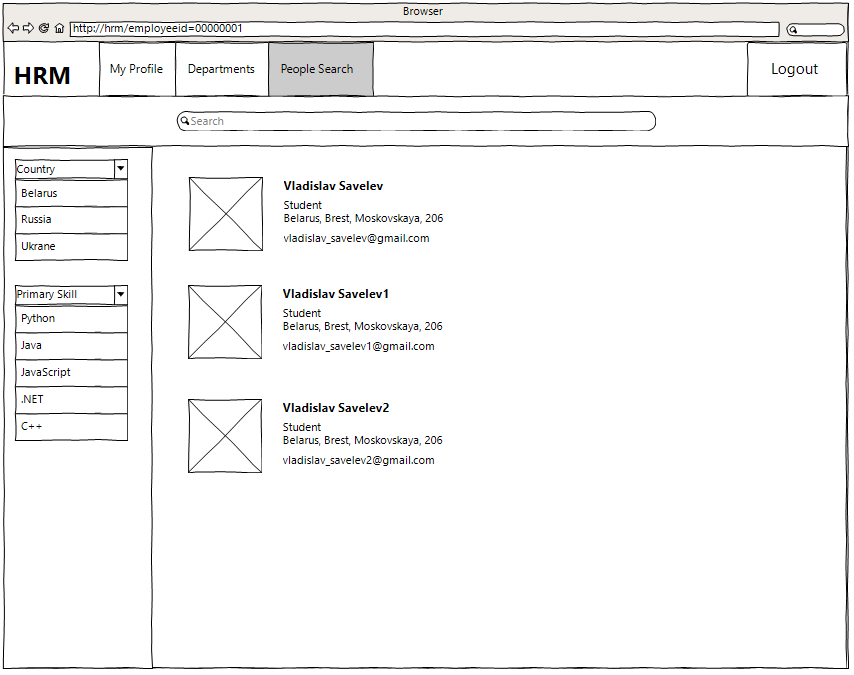 Browser
http://hrm/employeeid=00000001
HRM
My Profile
Departments
People Search
Logout
Search
Country
Belarus
Russia
Ukrane
Primary Skill
Python
Java
JavaScript
.NET
C++
Vladislav Savelev
Student
Belarus, Brest, Moskovskaya, 206
vladislav_savelev@gmail.com
Vladislav Savelev1
Student
Belarus, Brest, Moskovskaya, 206
vladislav_savelev1@gmail.com
Vladislav Savelev2
Student
Belarus, Brest, Moskovskaya, 206
vladislav_savelev2@gmail.com